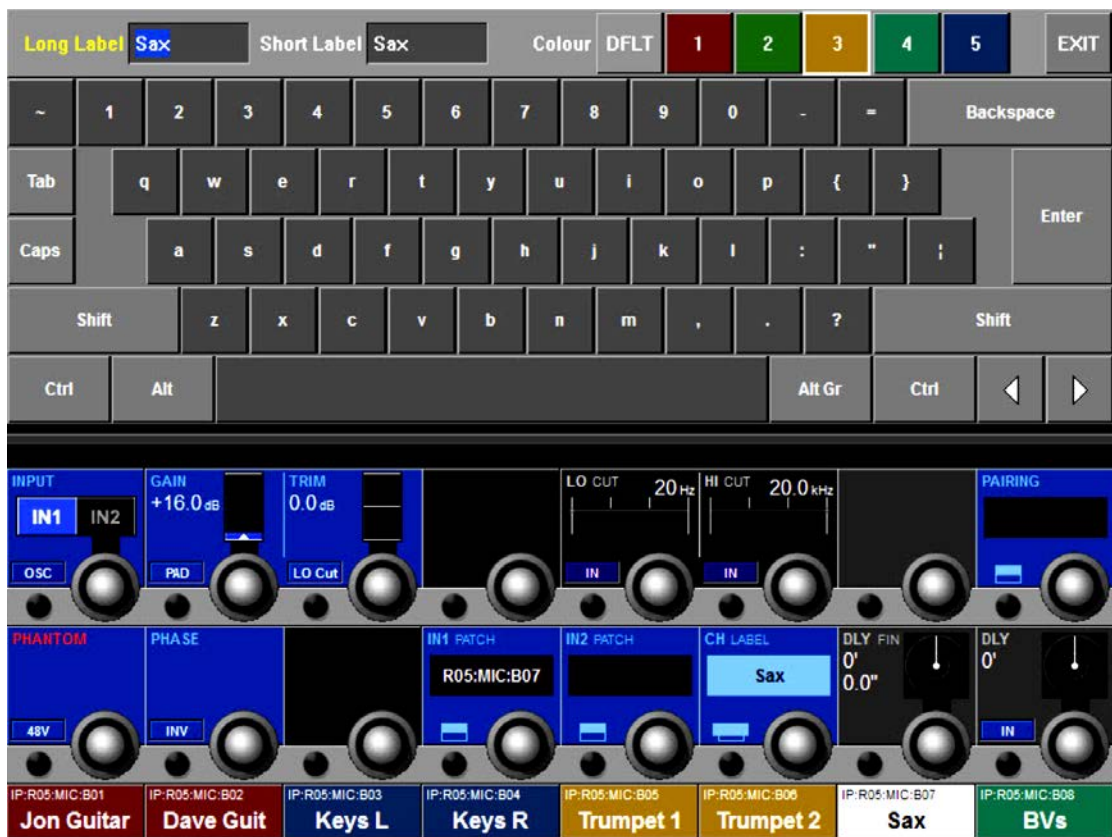 Long Label Sax Short Label Sax Colour DFLT 1 2 3 4 5 EXIT
~ 1 2 3 4 5 6 7 8 9 0 - = Backspace
Tab q w e r t y u i o p { }
Enter
Caps a s d f g h j k l : " ¦
Shift z x c v b n m , . ? Shift
Ctrl Alt Alt Gr Ctrl
INPUT GAIN TRIM LO CUT HI CUT PAIRING
+16.0 dB 0.0 dB 20 Hz 20.0 kHz
IN1 IN2
OSC PAD LO Cut IN IN
PHANTOM PHASE IN1 PATCH IN2 PATCH CH LABEL DLY FIN DLY
0' 0'
R05:MIC:B07 Sax 0.0"
48V INV IN
IP:R05:MIC:B01 IP:R05:MIC:B02 IP:R05:MIC:B03 IP:R05:MIC:B04 IP:R05:MIC:B05 IP:R05:MIC:B06 IP:R05:MIC:B07 IP:R05:MIC:B08
Jon Guitar Dave Guit Keys L Keys R Trumpet 1 Trumpet 2 Sax BVs